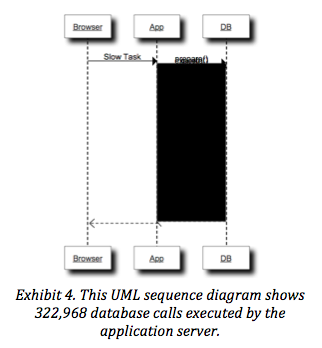 Browser App DB
Slow Task
Browser App DB
Exhibit 4. This UML sequence diagram shows
322,968 database calls executed by the
application server.